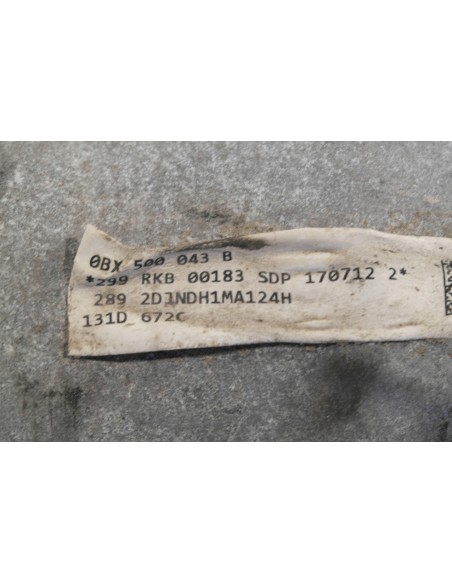 0BX 500 043 B
*299 RKB 00183 SDP 170712 2*
289 2D1NDH1MA124H
131D 672C